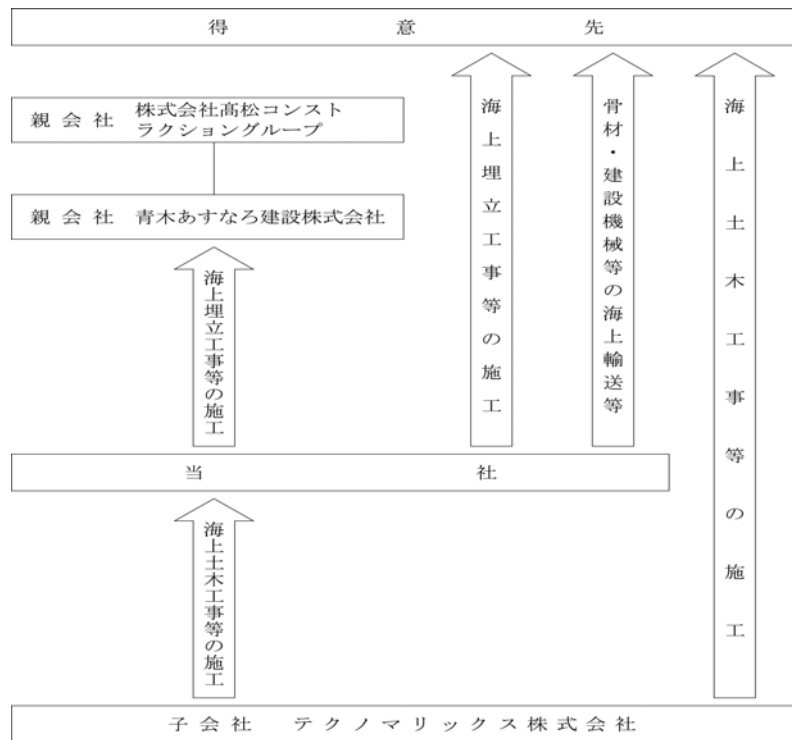 得意先
親会社 株式会社髙松コンスト
ラクショングループ
親会社 青木あすなろ建設株式会社
海上埋立工事等の施工
海上埋立工事等の施工
骨材・建設機械等の海上輸送等
海上土木工事等の施工
当社
海上土木工事等の施工
子会社 テクノマリックス株式会社